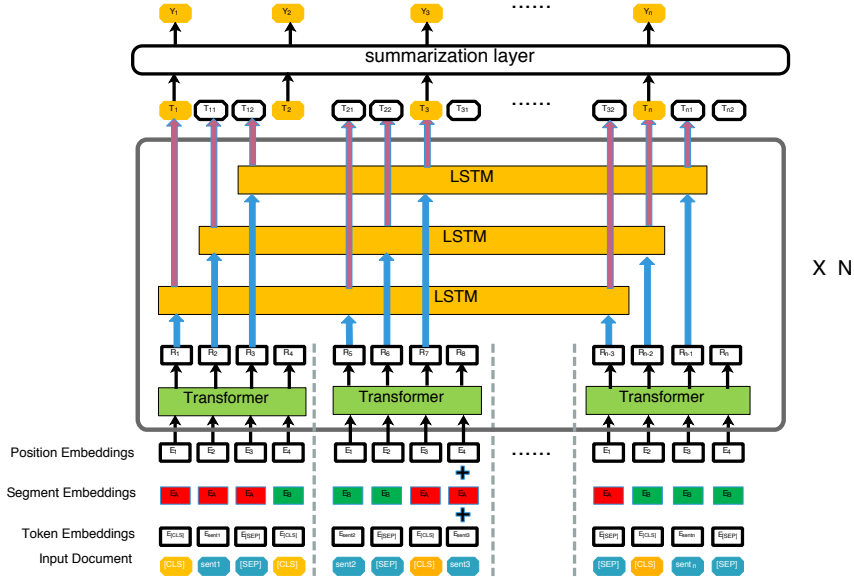 Y1 Y2 Y3 ...... Yn
summarization layer
T1 T11 T12 T2 T21 T22 T3 T31 ...... T32 Tn Tn1 Tn2
LSTM
LSTM
X N
LSTM
R1 R2 R3 R4 R5 R6 R7 R8 Rn-3 Rn-2 Rn-1 Rn
Transformer Transformer Transformer
Position Embeddings E1 E2 E3 E4 E1 E2 E3 E4 ...... E1 E2 E3 E4
+
Segment Embeddings EA EA EA EB EB EB EA EA EA EB EB EB
+
Token Embeddings E[CLS] Esent1 E[SEP] E[CLS] Esent2 E[SEP] E[CLS] Esent3 E[SEP] E[CLS] Esentn E[SEP]
Input Document [CLS] sent1 [SEP] [CLS] sent2 [SEP] [CLS] sent3 [SEP] [CLS] sent n [SEP]